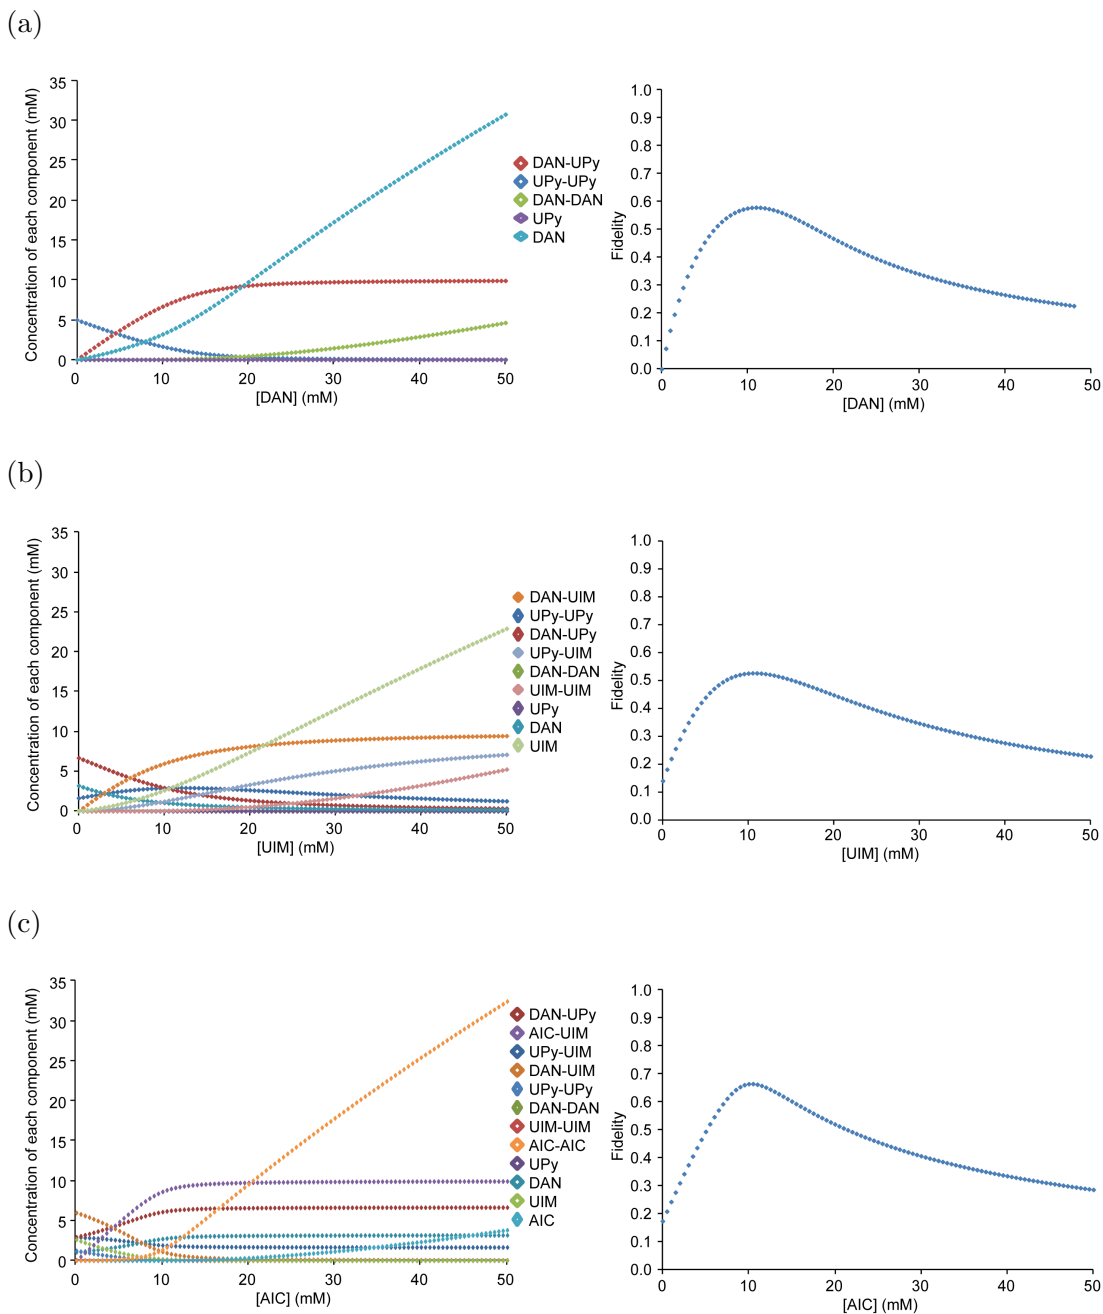 (a)
Concentration of each component (mM)
35
30
25
20
15
10
5
0
0 10 20 30 40 50
[DAN] (mM)
DAN-UPy
UPy-UPy
DAN-DAN
UPy
DAN
Fidelity
1.0
0.9
0.8
0.7
0.6
0.5
0.4
0.3
0.2
0.1
0.0
0 10 20 30 40 50
[DAN] (mM)
(b)
Concentration of each component (mM)
35
30
25
20
15
10
5
0
0 10 20 30 40 50
[UIM] (mM)
DAN-UIM
UPy-UPy
DAN-UPy
UPy-UIM
DAN-DAN
UIM-UIM
UPy
DAN
UIM
Fidelity
1.0
0.9
0.8
0.7
0.6
0.5
0.4
0.3
0.2
0.1
0.0
0 10 20 30 40 50
[UIM] (mM)
(c)
Concentration of each component (mM)
35
30
25
20
15
10
5
0
0 10 20 30 40 50
[AIC] (mM)
DAN-UPy
AIC-UIM
UPy-UIM
DAN-UIM
UPy-UPy
DAN-DAN
UIM-UIM
AIC-AIC
UPy
DAN
UIM
AIC
Fidelity
1.0
0.9
0.8
0.7
0.6
0.5
0.4
0.3
0.2
0.1
0.0
0 10 20 30 40 50
[AIC] (mM)